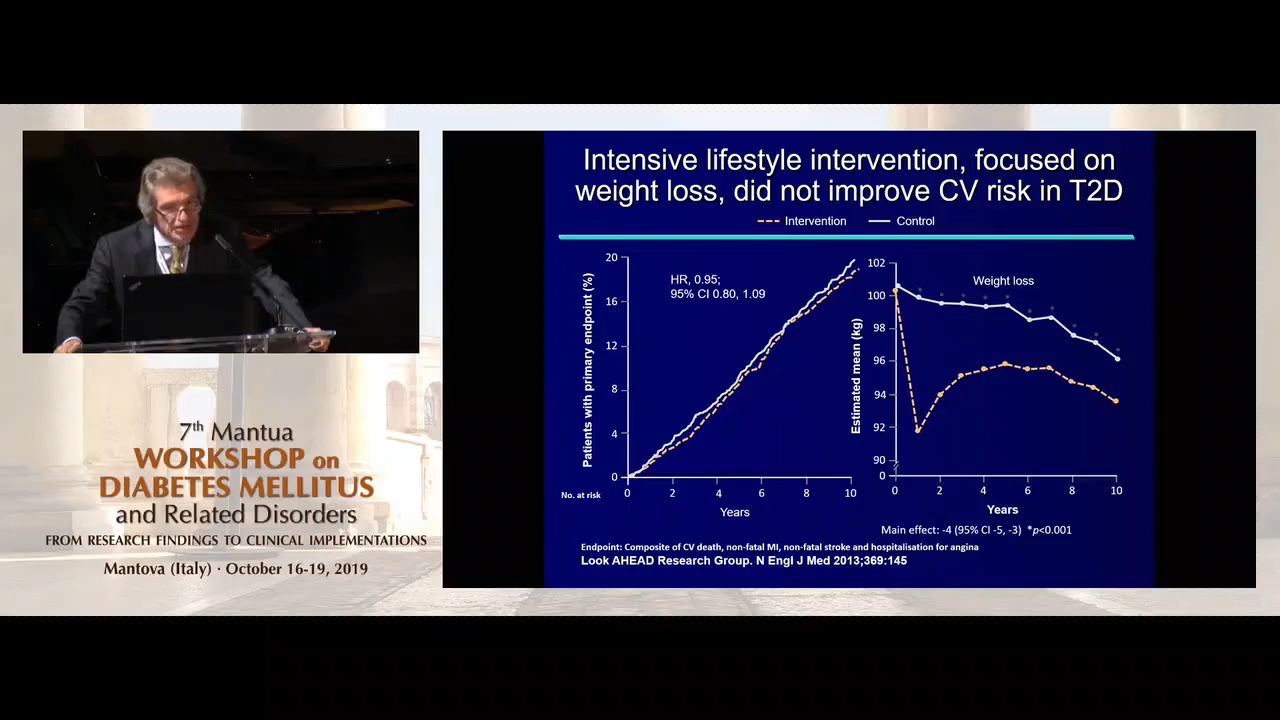 7th Mantua
WORKSHOP on
DIABETES MELLITUS
and Related Disorders
FROM RESEARCH FINDINGS TO CLINICAL IMPLEMENTATIONS
Mantova (Italy) · October 16-19, 2019
Intensive lifestyle intervention, focused on
weight loss, did not improve CV risk in T2D
Intervention Control
Patients with primary endpoint (%)
20
16
12
8
4
0
HR, 0.95;
95% CI 0.80, 1.09
No. at risk
0 2 4 6 8 10
Years
Estimated mean (kg)
102
100
98
96
94
92
90
0
Weight loss
* * * * * * * * * *
0 2 4 6 8 10
Years
Main effect: -4 (95% CI -5, -3) *p<0.001
Endpoint: Composite of CV death, non-fatal MI, non-fatal stroke and hospitalisation for angina
Look AHEAD Research Group. N Engl J Med 2013;369:145